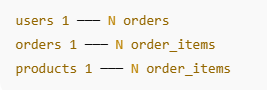 users 1 ─── N orders
orders 1 ─── N order_items
products 1 ─── N order_items